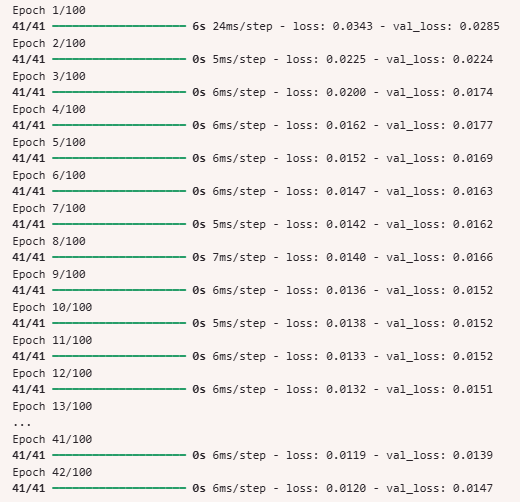 Epoch 1/100
41/41 ━━━━━━━━━━━━━━━━━━━━ 6s 24ms/step - loss: 0.0343 - val_loss: 0.0285
Epoch 2/100
41/41 ━━━━━━━━━━━━━━━━━━━━ 0s 5ms/step - loss: 0.0225 - val_loss: 0.0224
Epoch 3/100
41/41 ━━━━━━━━━━━━━━━━━━━━ 0s 6ms/step - loss: 0.0200 - val_loss: 0.0174
Epoch 4/100
41/41 ━━━━━━━━━━━━━━━━━━━━ 0s 6ms/step - loss: 0.0162 - val_loss: 0.0177
Epoch 5/100
41/41 ━━━━━━━━━━━━━━━━━━━━ 0s 6ms/step - loss: 0.0152 - val_loss: 0.0169
Epoch 6/100
41/41 ━━━━━━━━━━━━━━━━━━━━ 0s 6ms/step - loss: 0.0147 - val_loss: 0.0163
Epoch 7/100
41/41 ━━━━━━━━━━━━━━━━━━━━ 0s 5ms/step - loss: 0.0142 - val_loss: 0.0162
Epoch 8/100
41/41 ━━━━━━━━━━━━━━━━━━━━ 0s 7ms/step - loss: 0.0140 - val_loss: 0.0166
Epoch 9/100
41/41 ━━━━━━━━━━━━━━━━━━━━ 0s 6ms/step - loss: 0.0136 - val_loss: 0.0152
Epoch 10/100
41/41 ━━━━━━━━━━━━━━━━━━━━ 0s 5ms/step - loss: 0.0138 - val_loss: 0.0152
Epoch 11/100
41/41 ━━━━━━━━━━━━━━━━━━━━ 0s 6ms/step - loss: 0.0133 - val_loss: 0.0152
Epoch 12/100
41/41 ━━━━━━━━━━━━━━━━━━━━ 0s 6ms/step - loss: 0.0132 - val_loss: 0.0151
Epoch 13/100
...
Epoch 41/100
41/41 ━━━━━━━━━━━━━━━━━━━━ 0s 6ms/step - loss: 0.0119 - val_loss: 0.0139
Epoch 42/100
41/41 ━━━━━━━━━━━━━━━━━━━━ 0s 6ms/step - loss: 0.0120 - val_loss: 0.0147